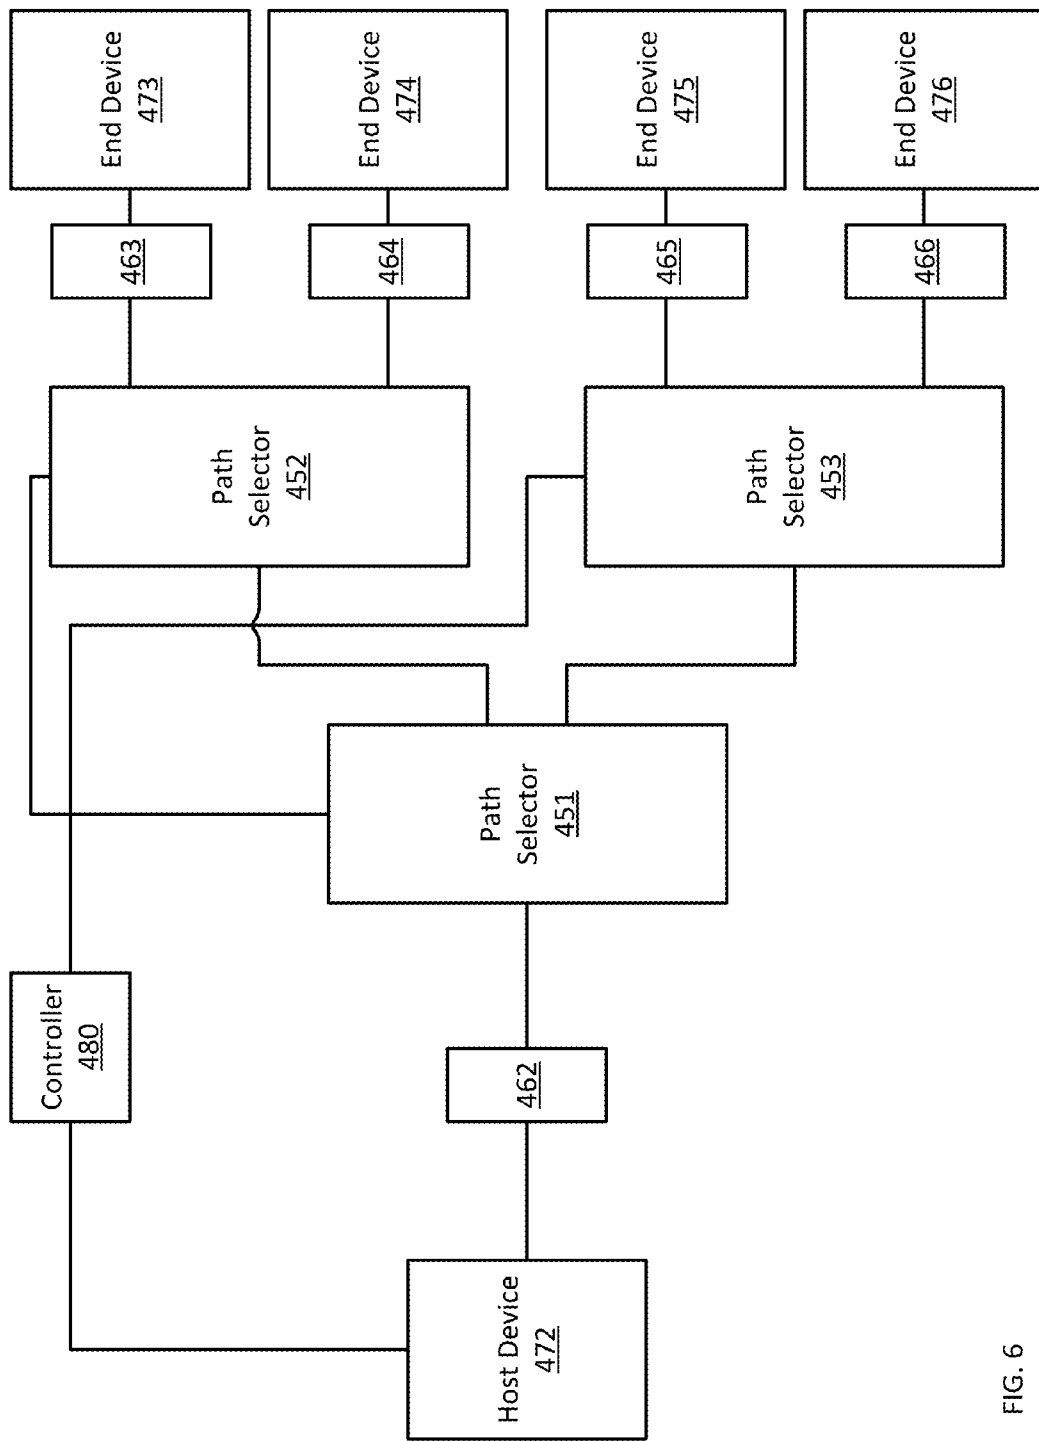 Host Device
472
462
Controller
480
Path
Selector
451
Path
Selector
452
Path
Selector
453
463
464
465
466
End Device
473
End Device
474
End Device
475
End Device
476
FIG. 6